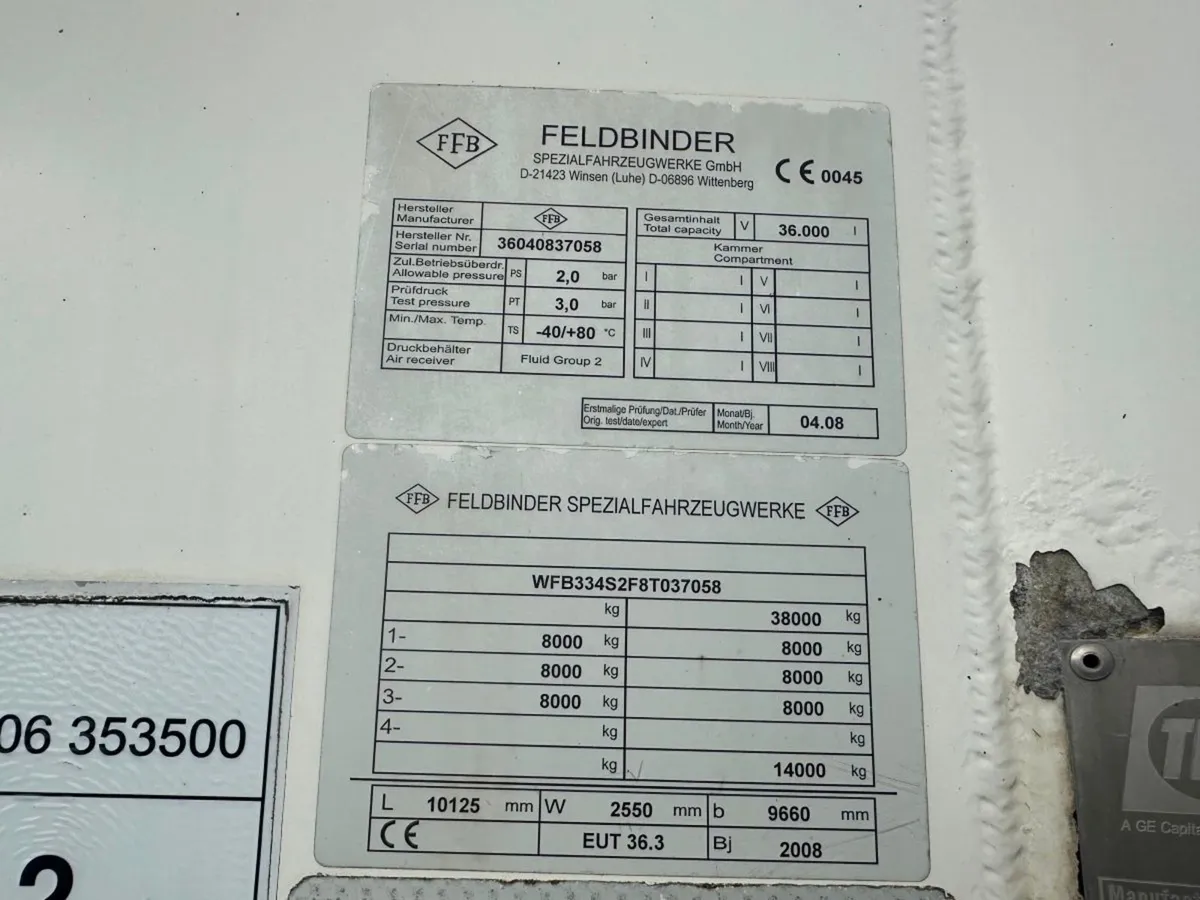 FFB
FELDBINDER
SPEZIALFAHRZEUGWERKE GmbH
D-21423 Winsen (Luhe) D-06896 Wittenberg
CE 0045
Hersteller
Manufacturer FFB
Hersteller Nr.
Serial number 36040837058
Zul.Betriebsüberdr.
Allowable pressure PS 2,0 bar
Prüfdruck
Test pressure PT 3,0 bar
Min./Max. Temp. TS -40/+80 °C
Druckbehälter
Air receiver Fluid Group 2
Gesamtinhalt
Total capacity V 36.000 l
Kammer
Compartment
I l V l
II l VI l
III l VII l
IV l VIII l
Erstmalige Prüfung/Dat./Prüfer
Orig. test/date/expert
Monat/Bj.
Month/Year
04.08
FFB FELDBINDER SPEZIALFAHRZEUGWERKE FFB
WFB334S2F8T037058
kg 38000 kg
1- 8000 kg 8000 kg
2- 8000 kg 8000 kg
3- 8000 kg 8000 kg
4- kg kg
kg 14000 kg
L 10125 mm W 2550 mm b 9660 mm
CE EUT 36.3 Bj 2008
06 353500
2
A GE Capita